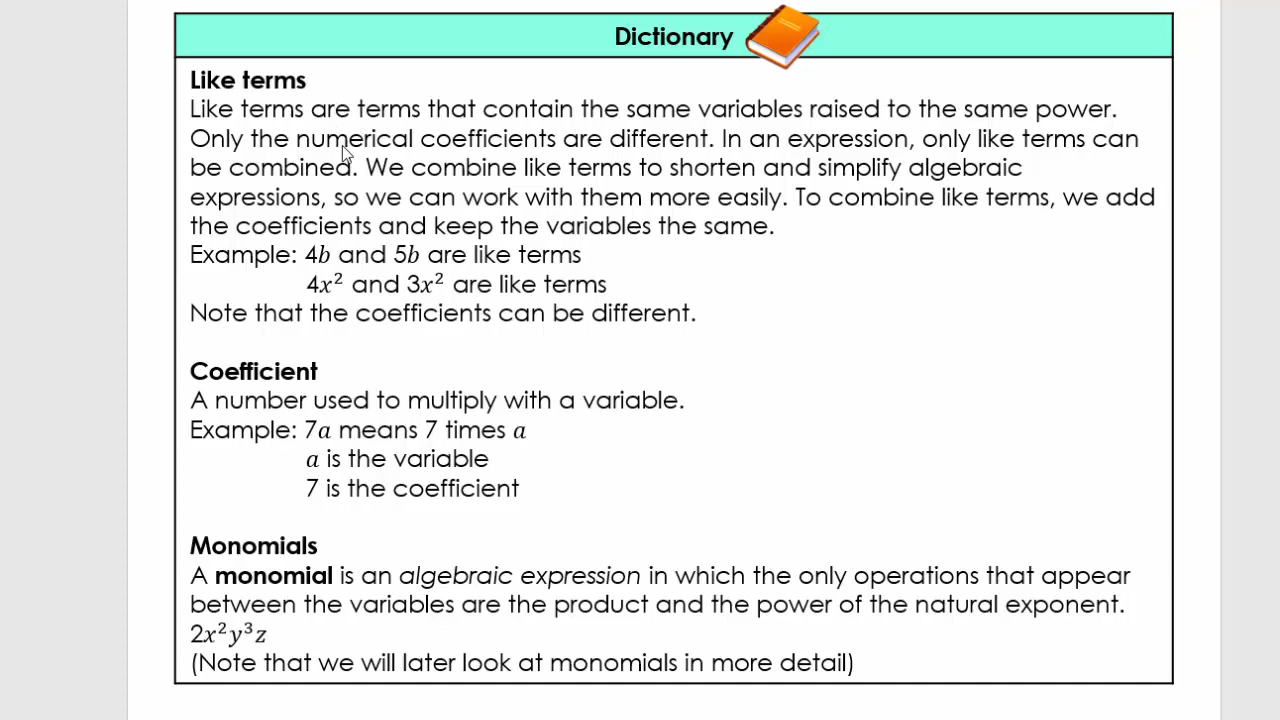 Dictionary
Like terms
Like terms are terms that contain the same variables raised to the same power.
Only the numerical coefficients are different. In an expression, only like terms can
be combined. We combine like terms to shorten and simplify algebraic
expressions, so we can work with them more easily. To combine like terms, we add
the coefficients and keep the variables the same.
Example: 4𝑏 and 5𝑏 are like terms
4𝑥² and 3𝑥² are like terms
Note that the coefficients can be different.
Coefficient
A number used to multiply with a variable.
Example: 7𝑎 means 7 times 𝑎
𝑎 is the variable
7 is the coefficient
Monomials
A monomial is an algebraic expression in which the only operations that appear
between the variables are the product and the power of the natural exponent.
2𝑥²𝑦³𝑧
(Note that we will later look at monomials in more detail)